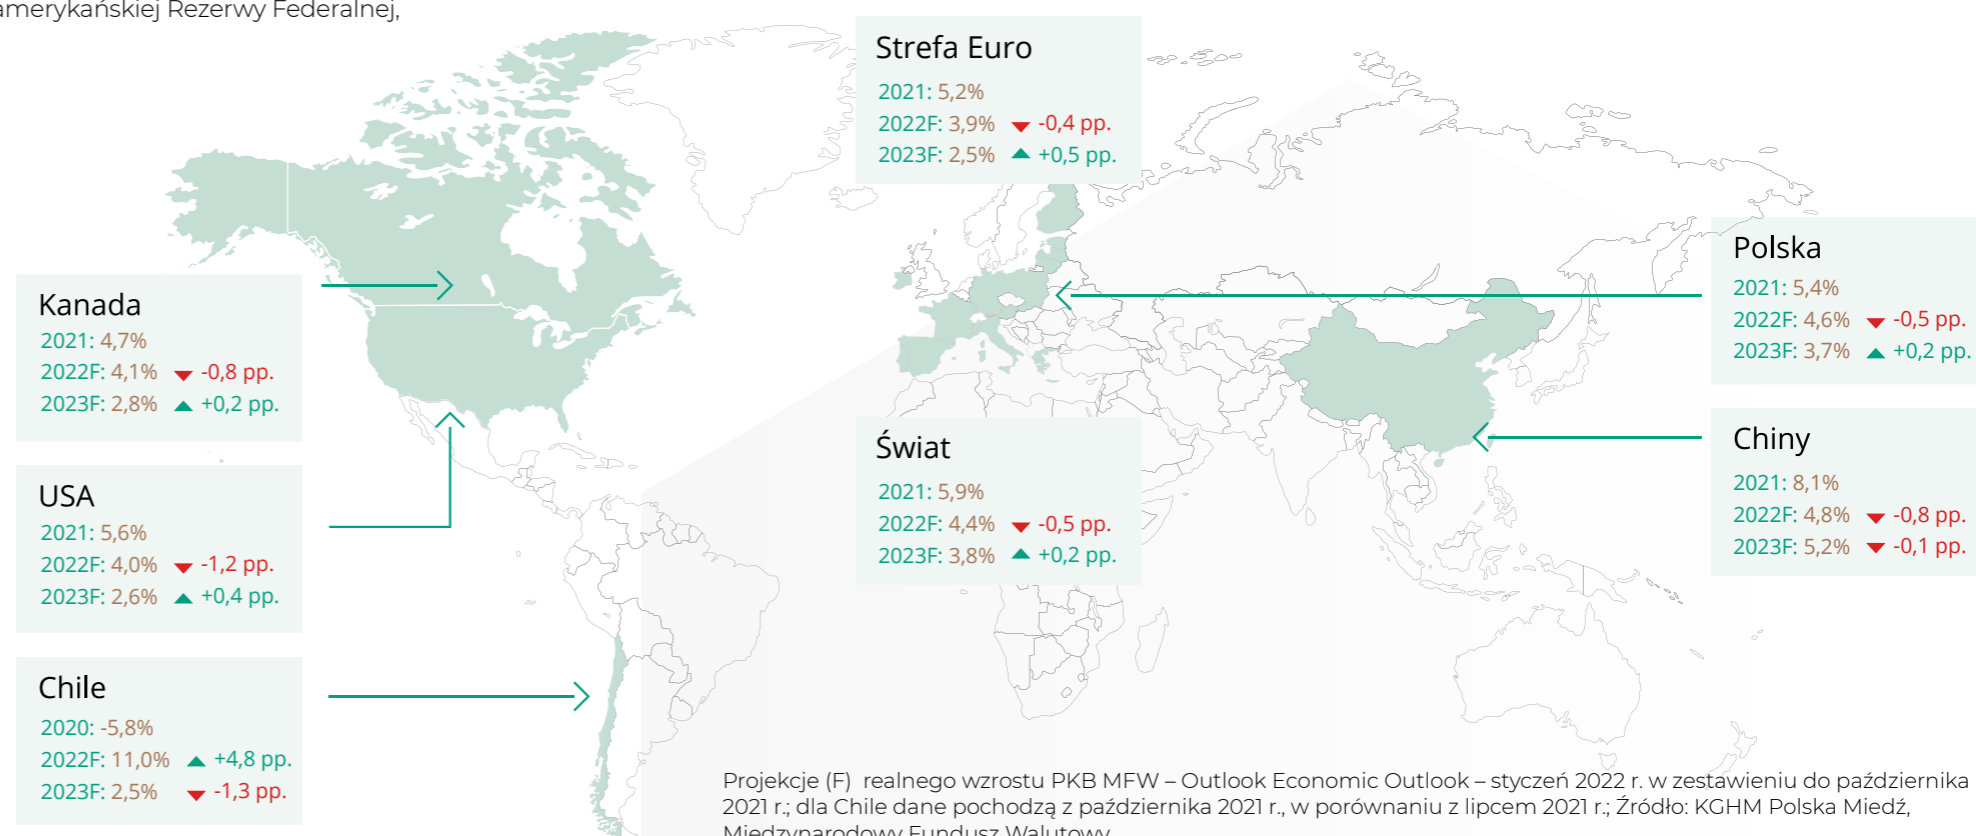 amerykańskiej Rezerwy Federalnej,
Strefa Euro
2021: 5,2%
2022F: 3,9% ▼ -0,4 pp.
2023F: 2,5% ▲ +0,5 pp.
Kanada
2021: 4,7%
2022F: 4,1% ▼ -0,8 pp.
2023F: 2,8% ▲ +0,2 pp.
USA
2021: 5,6%
2022F: 4,0% ▼ -1,2 pp.
2023F: 2,6% ▲ +0,4 pp.
Chile
2020: -5,8%
2022F: 11,0% ▲ +4,8 pp.
2023F: 2,5% ▼ -1,3 pp.
Świat
2021: 5,9%
2022F: 4,4% ▼ -0,5 pp.
2023F: 3,8% ▲ +0,2 pp.
Polska
2021: 5,4%
2022F: 4,6% ▼ -0,5 pp.
2023F: 3,7% ▲ +0,2 pp.
Chiny
2021: 8,1%
2022F: 4,8% ▼ -0,8 pp.
2023F: 5,2% ▼ -0,1 pp.
Projekcje (F) realnego wzrostu PKB MFW – Outlook Economic Outlook – styczeń 2022 r. w zestawieniu do października
2021 r.; dla Chile dane pochodzą z października 2021 r., w porównaniu z lipcem 2021 r.; Źródło: KGHM Polska Miedź,
Międzynarodowy Fundusz Walutowy